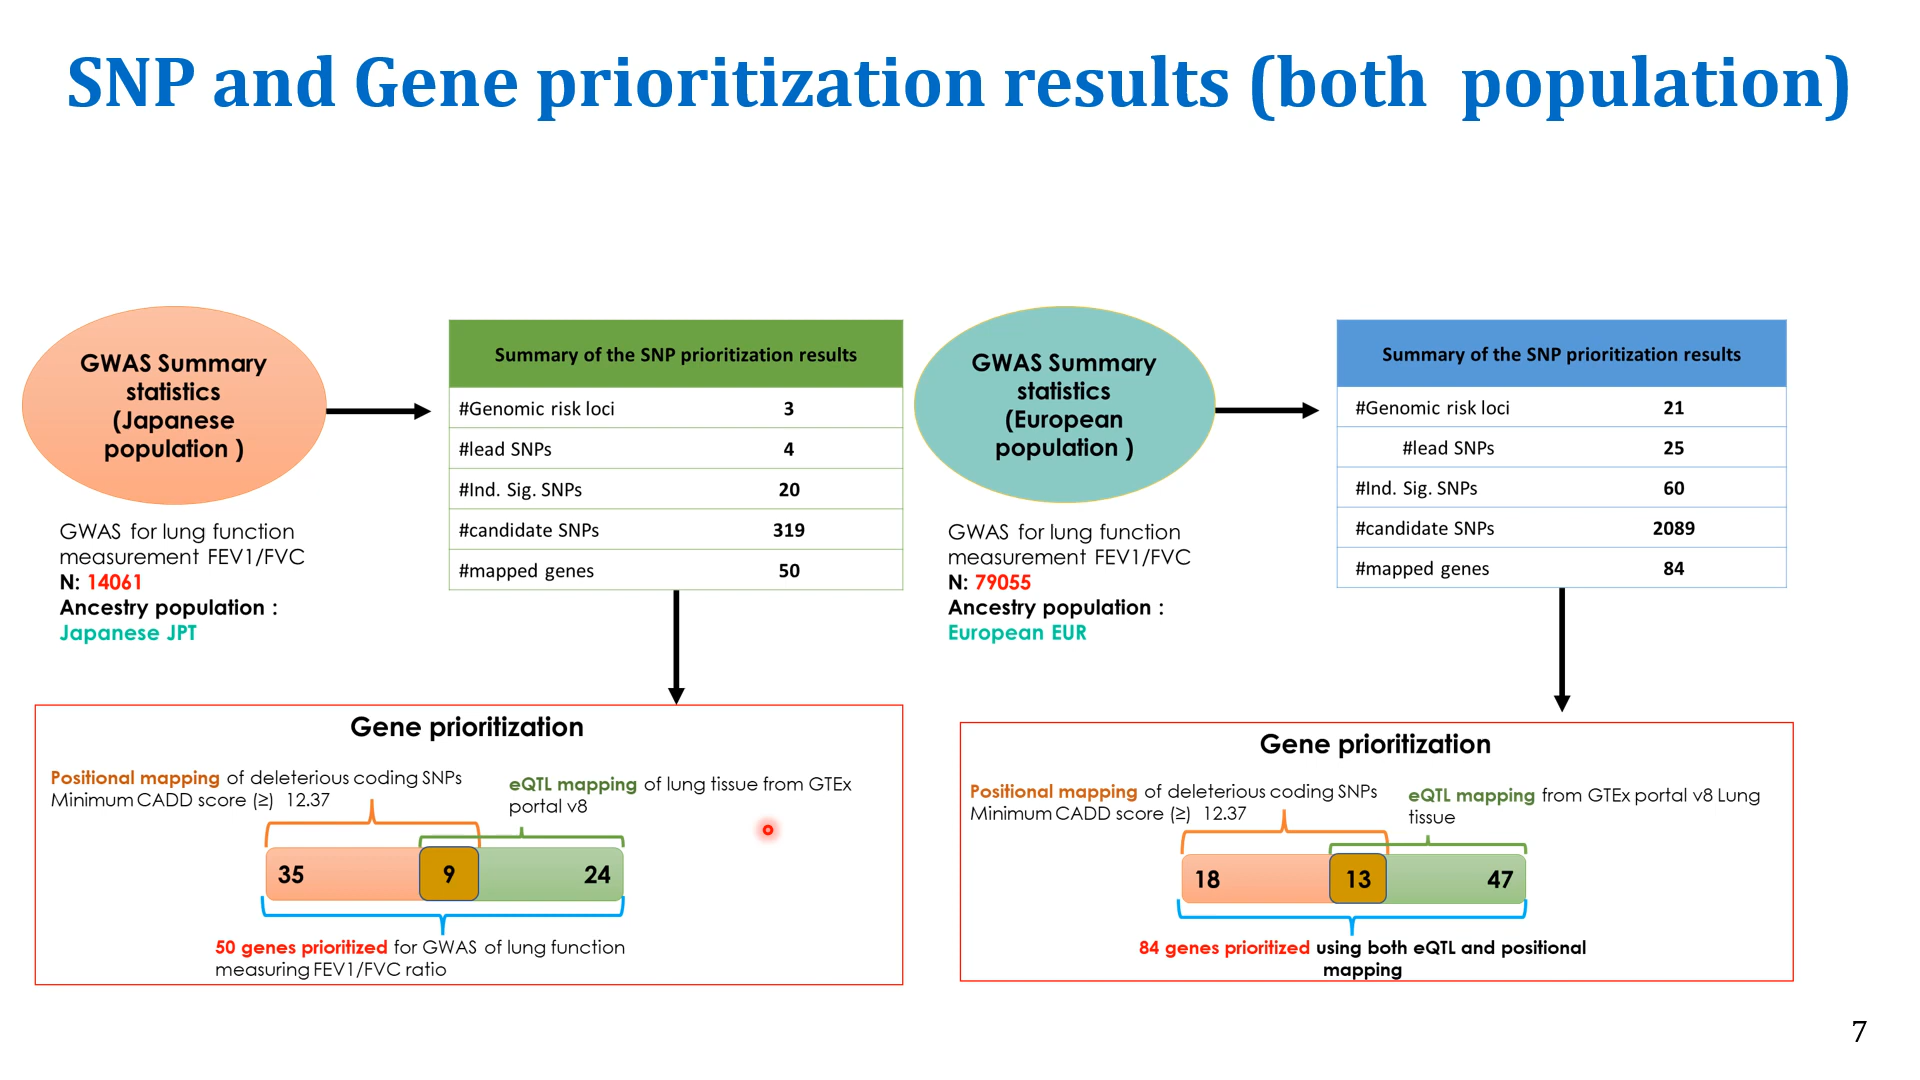 SNP and Gene prioritization results (both population)
GWAS Summary
statistics
(Japanese
population )
GWAS for lung function
measurement FEV1/FVC
N: 14061
Ancestry population :
Japanese JPT
Summary of the SNP prioritization results
#Genomic risk loci 3
#lead SNPs 4
#Ind. Sig. SNPs 20
#candidate SNPs 319
#mapped genes 50
Gene prioritization
Positional mapping of deleterious coding SNPs
Minimum CADD score (≥) 12.37
eQTL mapping of lung tissue from GTEx
portal v8
35 9 24
50 genes prioritized for GWAS of lung function
measuring FEV1/FVC ratio
GWAS Summary
statistics
(European
population )
GWAS for lung function
measurement FEV1/FVC
N: 79055
Ancestry population :
European EUR
Summary of the SNP prioritization results
#Genomic risk loci 21
#lead SNPs 25
#Ind. Sig. SNPs 60
#candidate SNPs 2089
#mapped genes 84
Gene prioritization
Positional mapping of deleterious coding SNPs
Minimum CADD score (≥) 12.37
eQTL mapping from GTEx portal v8 Lung
tissue
18 13 47
84 genes prioritized using both eQTL and positional
mapping
7